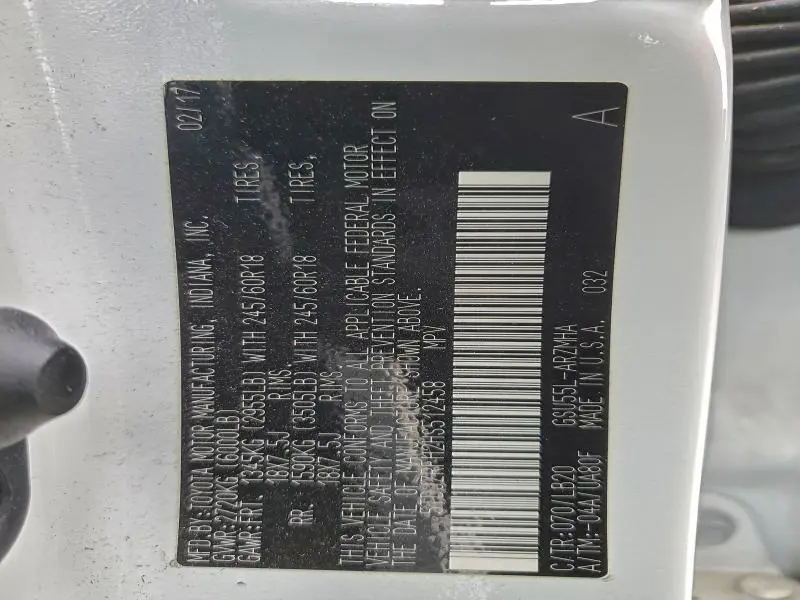 MFD.BY:TOYOTA MOTOR MANUFACTURING, INDIANA, INC. 02/17
GVWR:2720KG (6000LB)
GAWR:FRT. 1345KG (2955LB) WITH 245/60R18 TIRES,
18X7.5J RIMS.
RR. 1590KG (3505LB) WITH 245/60R18 TIRES,
18X7.5J RIMS.
THIS VEHICLE CONFORMS TO ALL APPLICABLE FEDERAL MOTOR
VEHICLE SAFETY AND THEFT PREVENTION STANDARDS IN EFFECT ON
THE DATE OF MANUFACTURE SHOWN ABOVE.
MPV
C/TR:070/LB20 GSU55L-ARZMHA 032
A/TM:-04A/UA80F MADE IN U.S.A. A